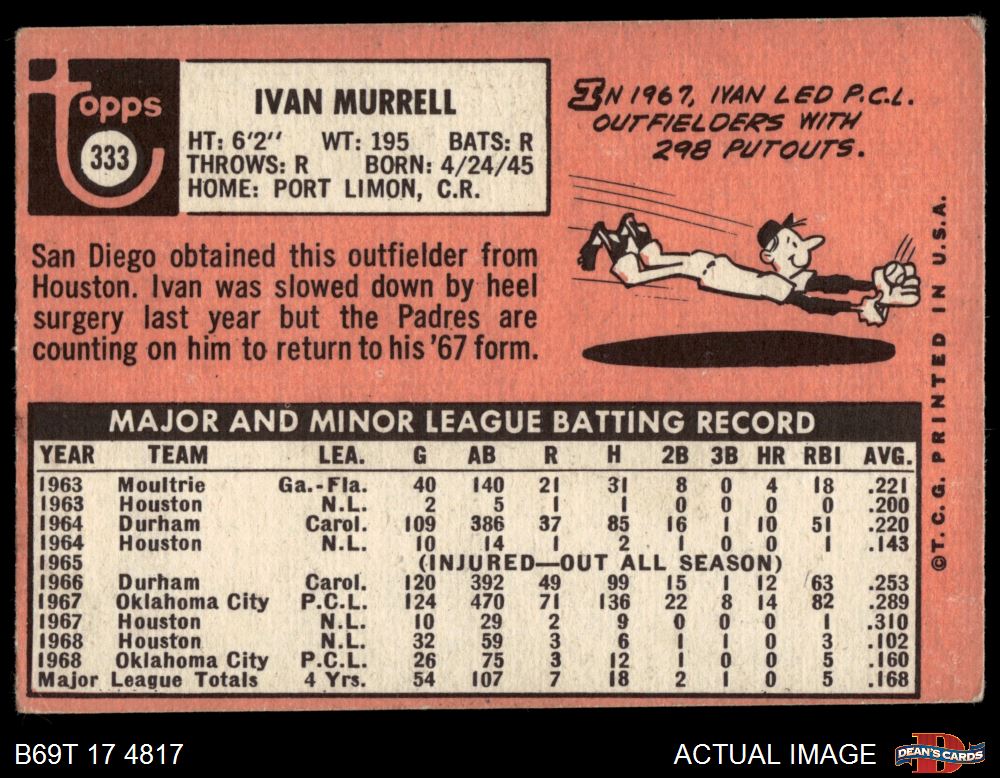 topps
333
IVAN MURRELL
HT: 6'2" WT: 195 BATS: R
THROWS: R BORN: 4/24/45
HOME: PORT LIMON, C.R.
IN 1967, IVAN LED P.C.L.
OUTFIELDERS WITH
298 PUTOUTS.
San Diego obtained this outfielder from
Houston. Ivan was slowed down by heel
surgery last year but the Padres are
counting on him to return to his '67 form.
MAJOR AND MINOR LEAGUE BATTING RECORD
YEAR TEAM LEA. G AB R H 2B 3B HR RBI AVG.
1963 Moultrie Ga.-Fla. 40 140 21 31 8 0 4 18 .221
1963 Houston N.L. 2 5 1 1 0 0 0 0 .200
1964 Durham Carol. 109 386 37 85 16 1 10 51 .220
1964 Houston N.L. 10 14 1 2 1 0 0 1 .143
1965 (INJURED—OUT ALL SEASON)
1966 Durham Carol. 120 392 49 99 15 1 12 63 .253
1967 Oklahoma City P.C.L. 124 470 71 136 22 8 14 82 .289
1967 Houston N.L. 10 29 2 9 0 0 0 1 .310
1968 Houston N.L. 32 59 3 6 1 1 0 3 .102
1968 Oklahoma City P.C.L. 26 75 3 12 1 0 0 5 .160
Major League Totals 4 Yrs. 54 107 7 18 2 1 0 5 .168
©T.C.G. PRINTED IN U.S.A.
B69T 17 4817
ACTUAL IMAGE
DEAN'S CARDS